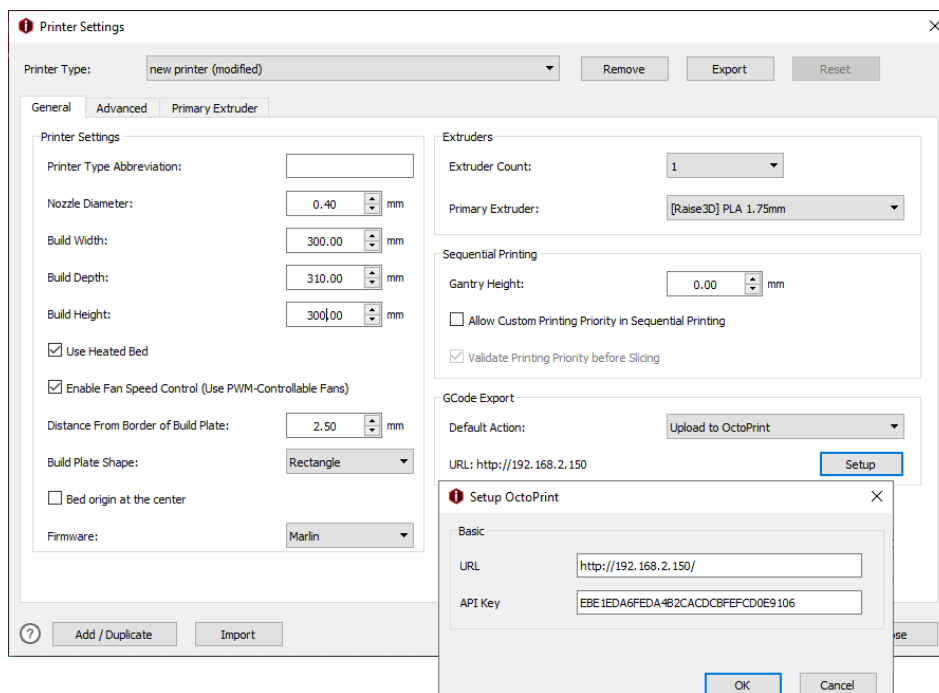 Printer Settings
Printer Type: new printer (modified) Remove Export Reset
General Advanced Primary Extruder
Printer Settings
Printer Type Abbreviation:
Nozzle Diameter: 0.40 mm
Build Width: 300.00 mm
Build Depth: 310.00 mm
Build Height: 300.00 mm
Use Heated Bed
Enable Fan Speed Control (Use PWM-Controllable Fans)
Distance From Border of Build Plate: 2.50 mm
Build Plate Shape: Rectangle
Bed origin at the center
Firmware: Marlin
Extruders
Extruder Count: 1
Primary Extruder: [Raise3D] PLA 1.75mm
Sequential Printing
Gantry Height: 0.00 mm
Allow Custom Printing Priority in Sequential Printing
Validate Printing Priority before Slicing
GCode Export
Default Action: Upload to OctoPrint
URL: http://192.168.2.150 Setup
Setup OctoPrint
Basic
URL http://192.168.2.150/
API Key EBE1EDA6FEDA4B2CACDCBFEFCD0E9106
OK Cancel
? Add / Duplicate Import